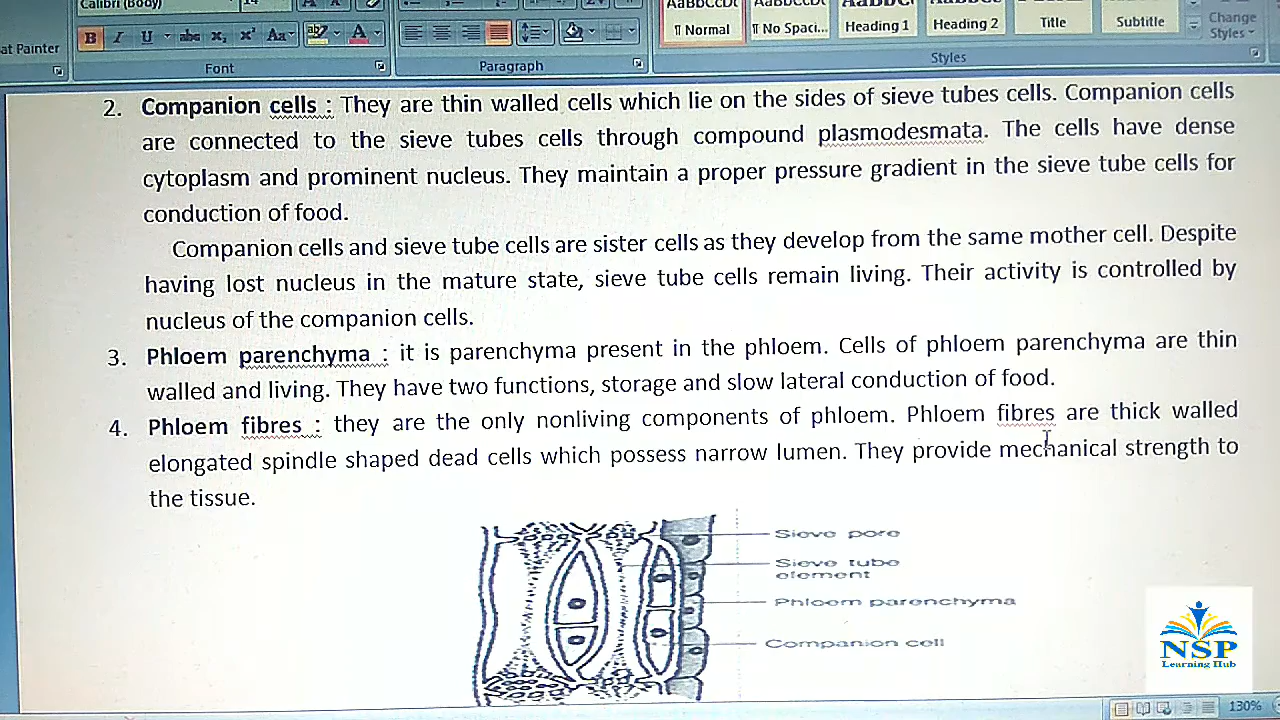 Calibri (Body)
14
at Painter
B I U abc x₂ x² Aa ab A
Font
Paragraph
AaBbCcDc AaBbCcDc AaBbCc AaBbCc
¶ Normal ¶ No Spaci... Heading 1 Heading 2 Title Subtitle
Change
Styles
Styles
2. Companion cells : They are thin walled cells which lie on the sides of sieve tubes cells. Companion cells
are connected to the sieve tubes cells through compound plasmodesmata. The cells have dense
cytoplasm and prominent nucleus. They maintain a proper pressure gradient in the sieve tube cells for
conduction of food.
Companion cells and sieve tube cells are sister cells as they develop from the same mother cell. Despite
having lost nucleus in the mature state, sieve tube cells remain living. Their activity is controlled by
nucleus of the companion cells.
3. Phloem parenchyma : it is parenchyma present in the phloem. Cells of phloem parenchyma are thin
walled and living. They have two functions, storage and slow lateral conduction of food.
4. Phloem fibres : they are the only nonliving components of phloem. Phloem fibres are thick walled
elongated spindle shaped dead cells which possess narrow lumen. They provide mechanical strength to
the tissue.
Sieve pore
Sieve tube
element
Phloem parenchyma
Companion cell
NSP
Learning Hub
130%